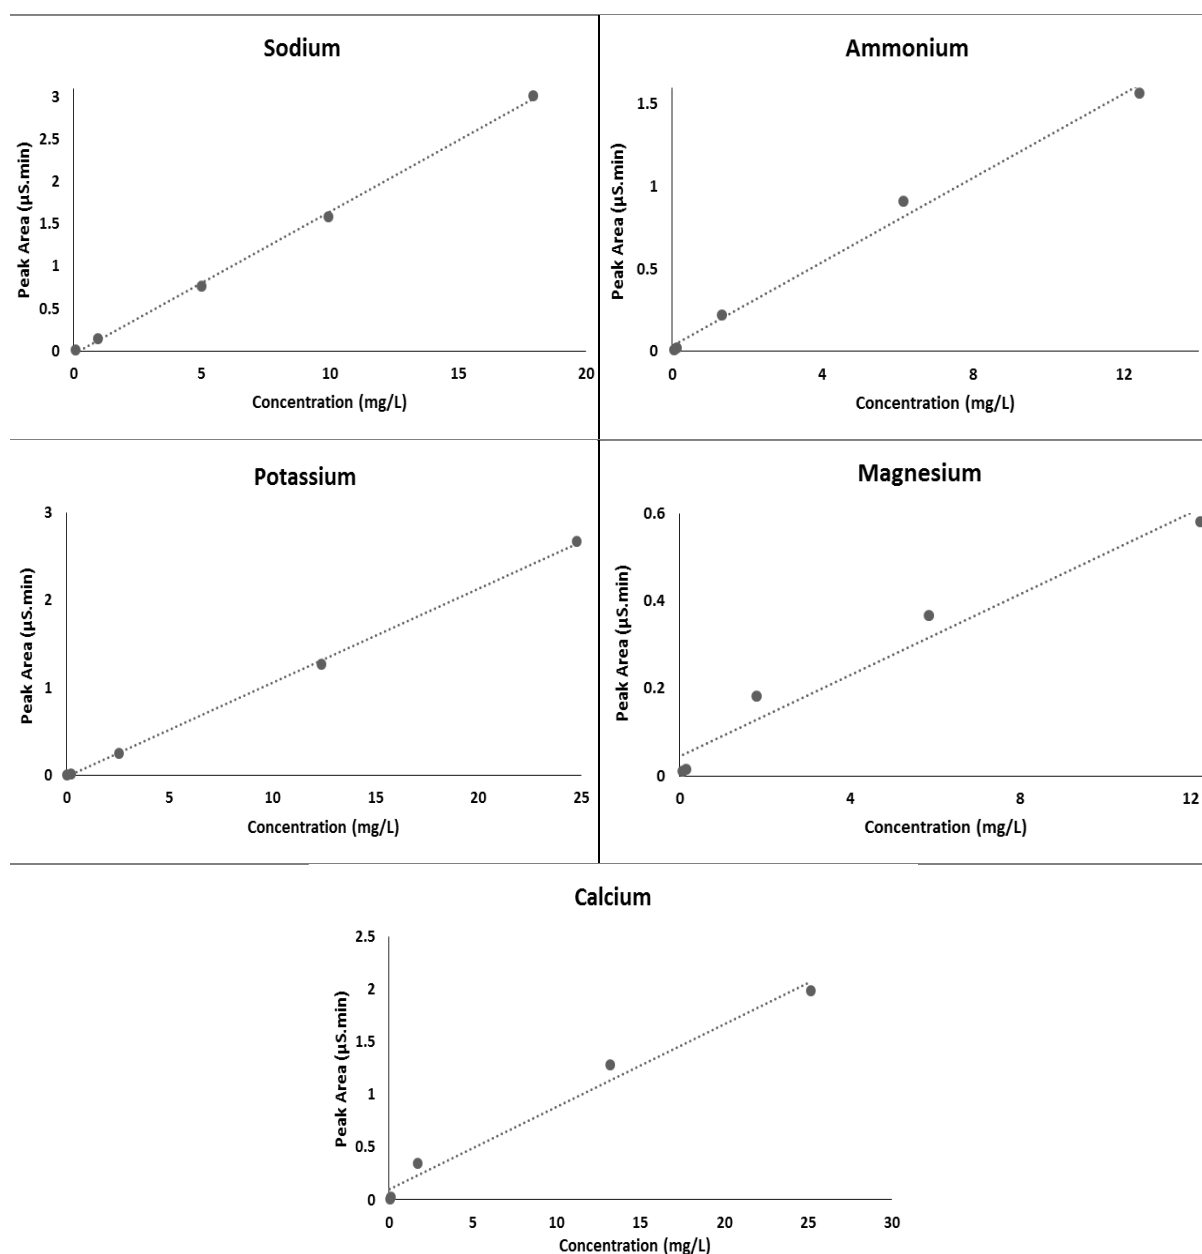 Sodium
Peak Area (µS.min)
3
2.5
2
1.5
1
0.5
0
0 5 10 15 20
Concentration (mg/L)
Ammonium
Peak Area (µS.min)
1.5
1
0.5
0
0 4 8 12
Concentration (mg/L)
Potassium
Peak Area (µS.min)
3
2
1
0
0 5 10 15 20 25
Concentration (mg/L)
Magnesium
Peak Area (µS.min)
0.6
0.4
0.2
0
0 4 8 12
Concentration (mg/L)
Calcium
Peak Area (µS.min)
2.5
2
1.5
1
0.5
0
0 5 10 15 20 25 30
Concentration (mg/L)